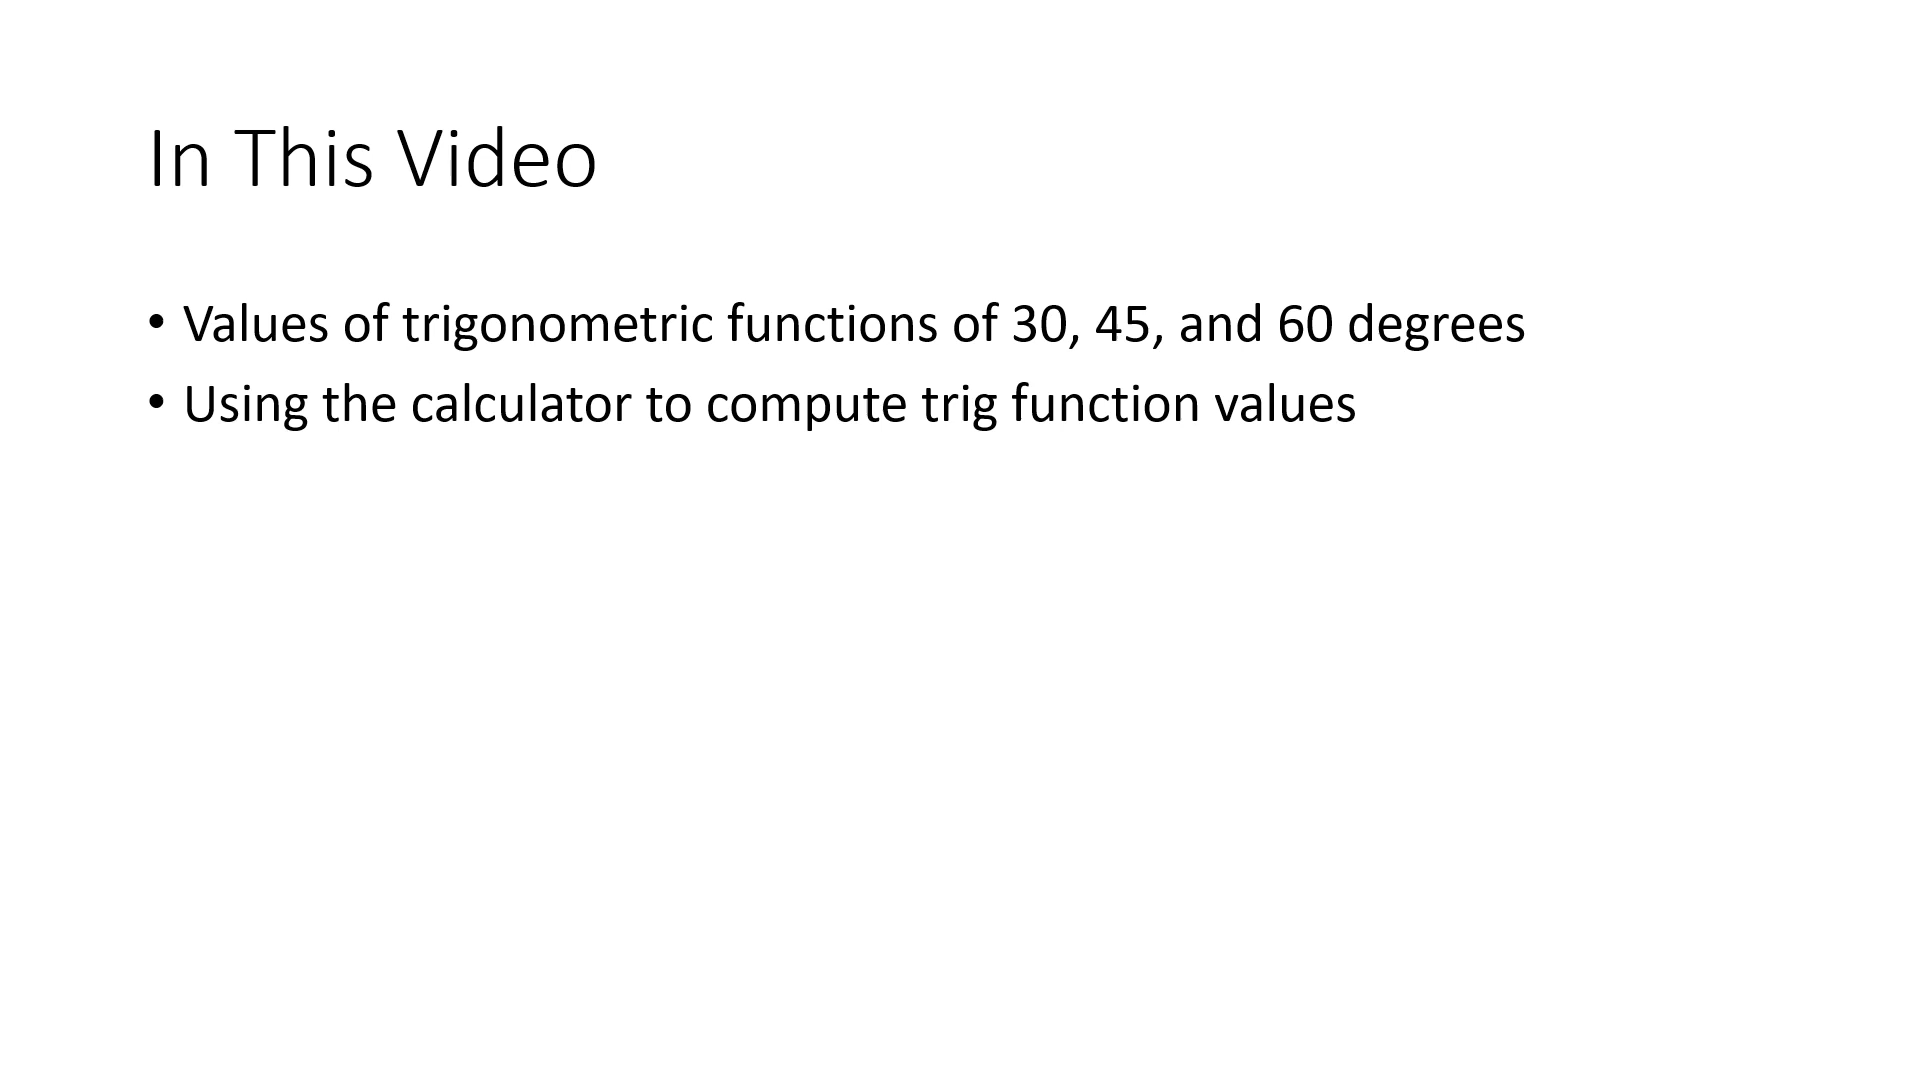 In This Video
• Values of trigonometric functions of 30, 45, and 60 degrees
• Using the calculator to compute trig function values